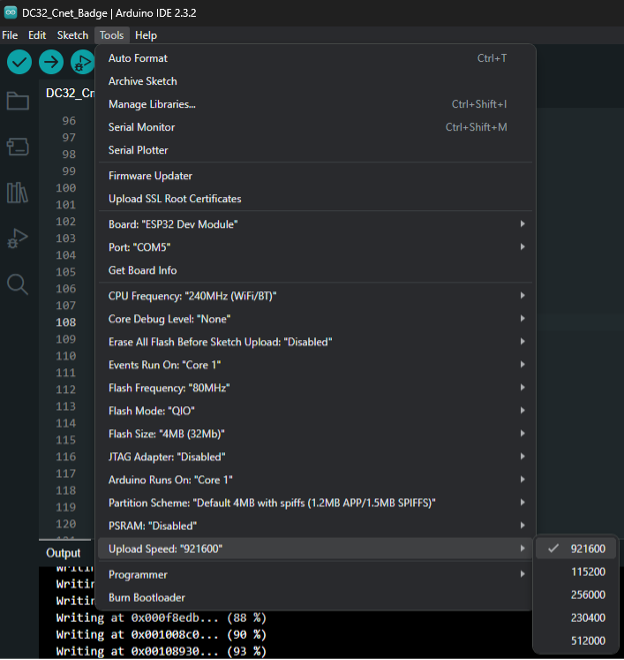 DC32_Cnet_Badge | Arduino IDE 2.3.2
File Edit Sketch Tools Help
DC32_Cn
Auto Format Ctrl+T
Archive Sketch
Manage Libraries... Ctrl+Shift+I
Serial Monitor Ctrl+Shift+M
Serial Plotter
Firmware Updater
Upload SSL Root Certificates
Board: "ESP32 Dev Module"
Port: "COM5"
Get Board Info
CPU Frequency: "240MHz (WiFi/BT)"
Core Debug Level: "None"
Erase All Flash Before Sketch Upload: "Disabled"
Events Run On: "Core 1"
Flash Frequency: "80MHz"
Flash Mode: "QIO"
Flash Size: "4MB (32Mb)"
JTAG Adapter: "Disabled"
Arduino Runs On: "Core 1"
Partition Scheme: "Default 4MB with spiffs (1.2MB APP/1.5MB SPIFFS)"
PSRAM: "Disabled"
Upload Speed: "921600"
Programmer
Burn Bootloader
921600
115200
256000
230400
512000
96
97
98
99
100
101
102
103
104
105
106
107
108
109
110
111
112
113
114
115
116
117
118
119
120
Output
Writin
Writi
Writi
Writing at 0x000f8edb... (88 %)
Writing at 0x001008c0... (90 %)
Writing at 0x00108930... (93 %)